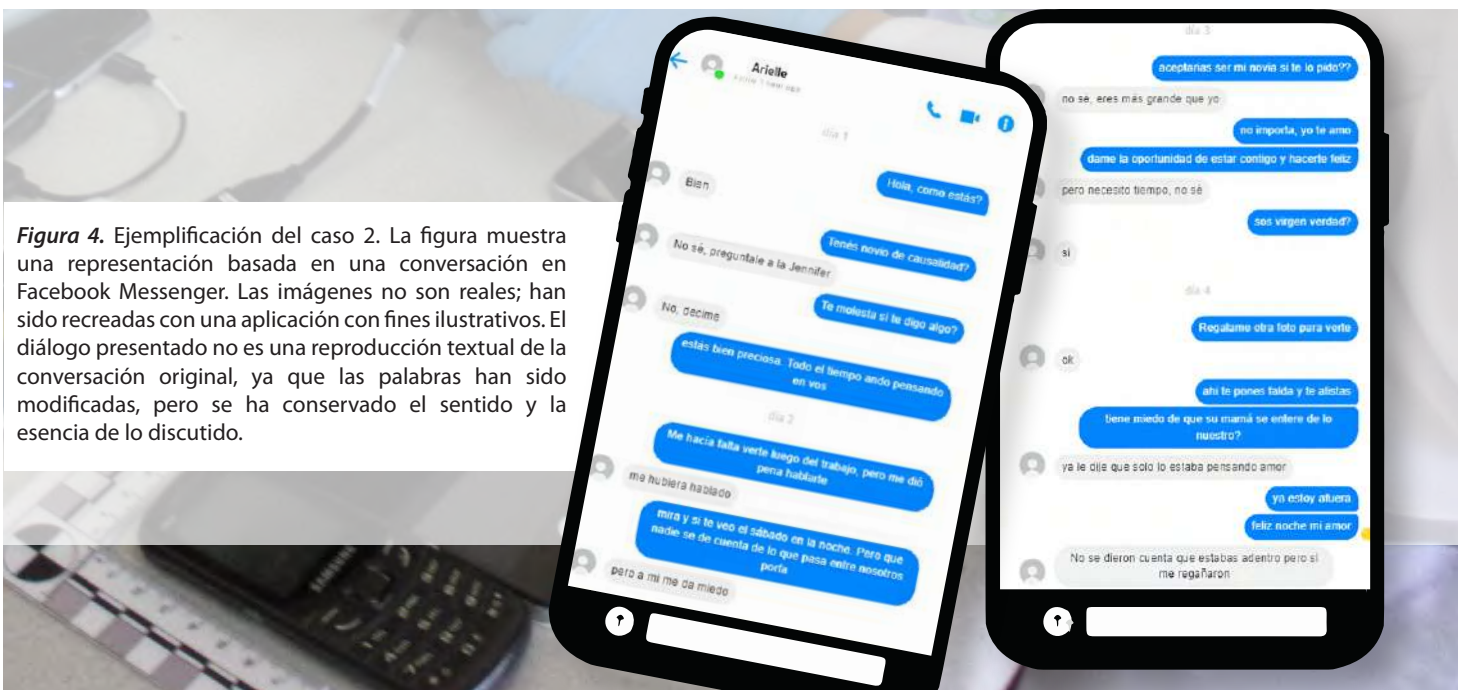 Figura 4. Ejemplificación del caso 2. La figura muestra
una representación basada en una conversación en
Facebook Messenger. Las imágenes no son reales; han
sido recreadas con una aplicación con fines ilustrativos. El
diálogo presentado no es una reproducción textual de la
conversación original, ya que las palabras han sido
modificadas, pero se ha conservado el sentido y la
esencia de lo discutido.
Arielle
día 1
Hola, como estás?
Bien
Tenés novio de causalidad?
No sé, preguntale a la Jennifer
Te molesta si te digo algo?
No, decime
estás bien preciosa. Todo el tiempo ando pensando
en vos
día 2
Me hacía falta verte luego del trabajo, pero me dió
pena hablarte
me hubiera hablado
mira y si te veo el sábado en la noche. Pero que
nadie se de cuenta de lo que pasa entre nosotros
porfa
pero a mi me da miedo
día 3
aceptarias ser mi novia si te lo pido??
no sé, eres más grande que yo
no importa, yo te amo
dame la oportunidad de estar contigo y hacerte feliz
pero necesito tiempo, no sé
sos virgen verdad?
si
día 4
Regalame otra foto para verte
ok
ahi te pones falda y te alistas
tiene miedo de que su mamá se entere de lo
nuestro?
ya le dije que solo lo estaba pensando amor
ya estoy afuera
feliz noche mi amor
No se dieron cuenta que estabas adentro pero si
me regañaron
SAMSUNG